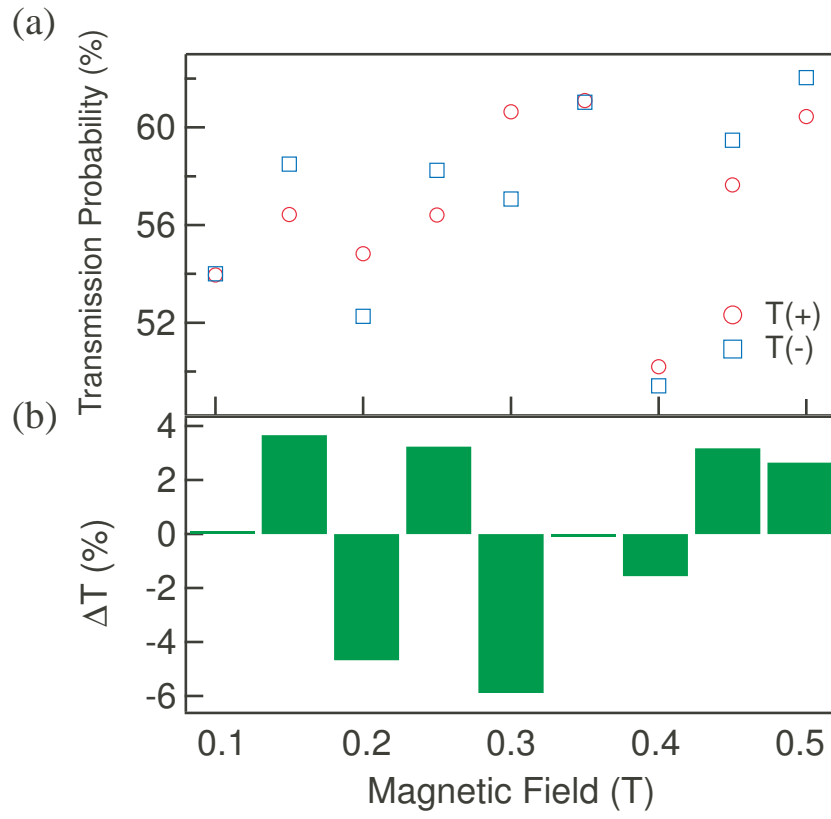 (a)
Transmission Probability (%)
60
56
52
T(+)
T(-)
(b)
ΔT (%)
4
2
0
-2
-4
-6
0.1 0.2 0.3 0.4 0.5
Magnetic Field (T)